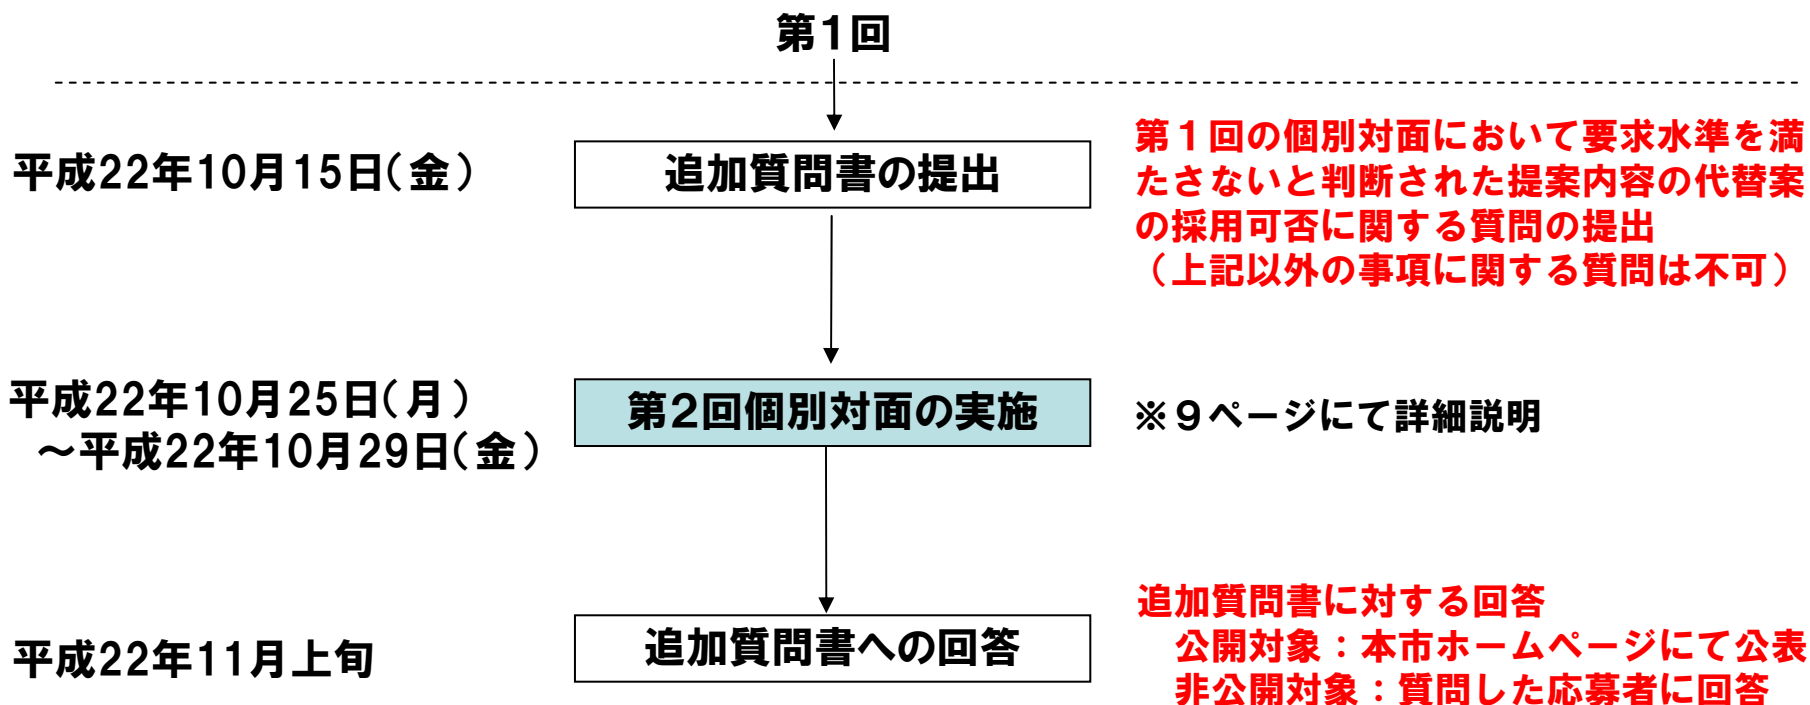 第1回
平成22年10月15日(金)
追加質問書の提出
第1回の個別対面において要求水準を満
たさないと判断された提案内容の代替案
の採用可否に関する質問の提出
(上記以外の事項に関する質問は不可)
平成22年10月25日(月)
～平成22年10月29日(金)
第2回個別対面の実施
※9ページにて詳細説明
平成22年11月上旬
追加質問書への回答
追加質問書に対する回答
公開対象:本市ホームページにて公表
非公開対象:質問した応募者に回答